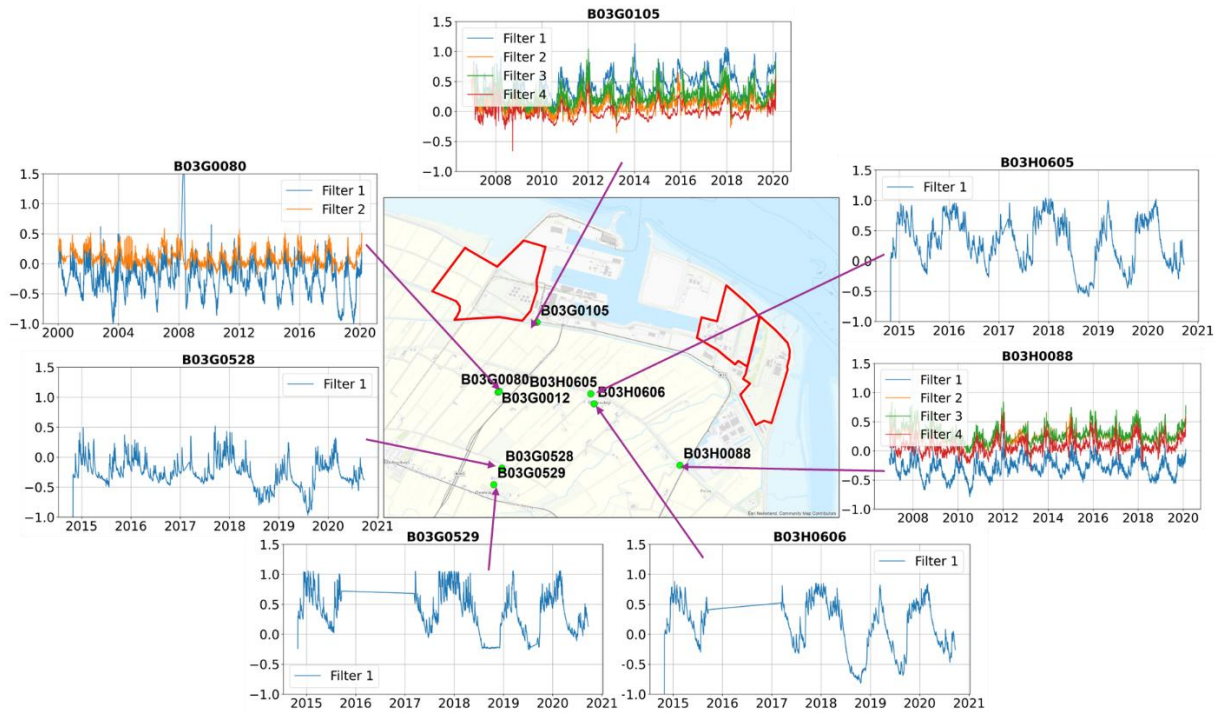 B03G0105
1.5
1.0
0.5
0.0
−0.5
−1.0
Filter 1
Filter 2
Filter 3
Filter 4
2008 2010 2012 2014 2016 2018 2020
B03G0080
1.5
1.0
0.5
0.0
−0.5
−1.0
Filter 1
Filter 2
2000 2004 2008 2012 2016 2020
B03H0605
1.5
1.0
0.5
0.0
−0.5
−1.0
Filter 1
2015 2016 2017 2018 2019 2020 2021
B03G0105
B03G0080 B03H0605
B03G0012
B03H0606
B03G0528
B03G0529
B03H0088
Esri Nederland, Community Map Contributors
B03G0528
1.5
1.0
0.5
0.0
−0.5
−1.0
Filter 1
2015 2016 2017 2018 2019 2020 2021
B03H0088
1.5
1.0
0.5
0.0
−0.5
−1.0
Filter 1
Filter 2
Filter 3
Filter 4
2008 2010 2012 2014 2016 2018 2020
B03G0529
1.5
1.0
0.5
0.0
−0.5
−1.0
Filter 1
2015 2016 2017 2018 2019 2020 2021
B03H0606
1.5
1.0
0.5
0.0
−0.5
-1.0
Filter 1
2015 2016 2017 2018 2019 2020 2021